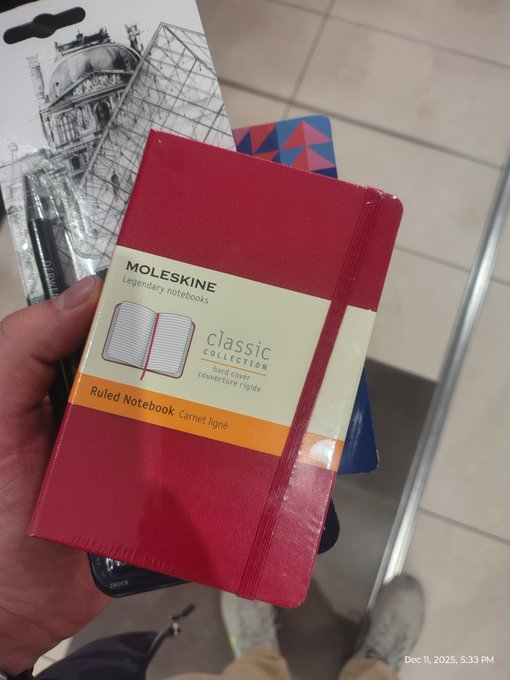 MOLESKINE
Legendary notebooks
classic
COLLECTION
hard cover
couverture rigide
Ruled Notebook Carnet ligné
Dec 11, 2025, 5:33 PM